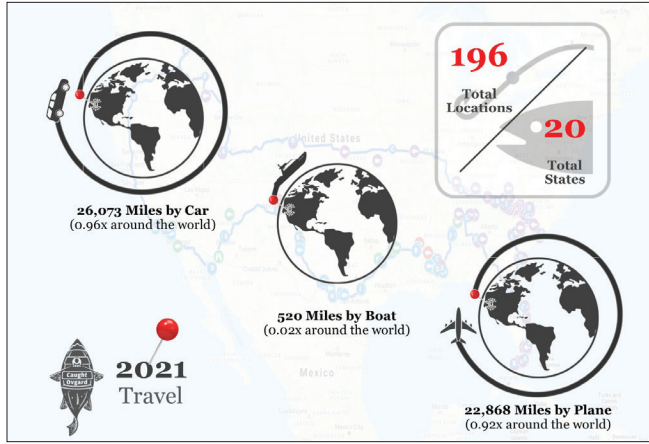 196
Total
Locations
20
Total
States
United States
26,073 Miles by Car
(0.96x around the world)
520 Miles by Boat
(0.02x around the world)
22,868 Miles by Plane
(0.92x around the world)
Mexico
Caught
Ovgard
2021
Travel